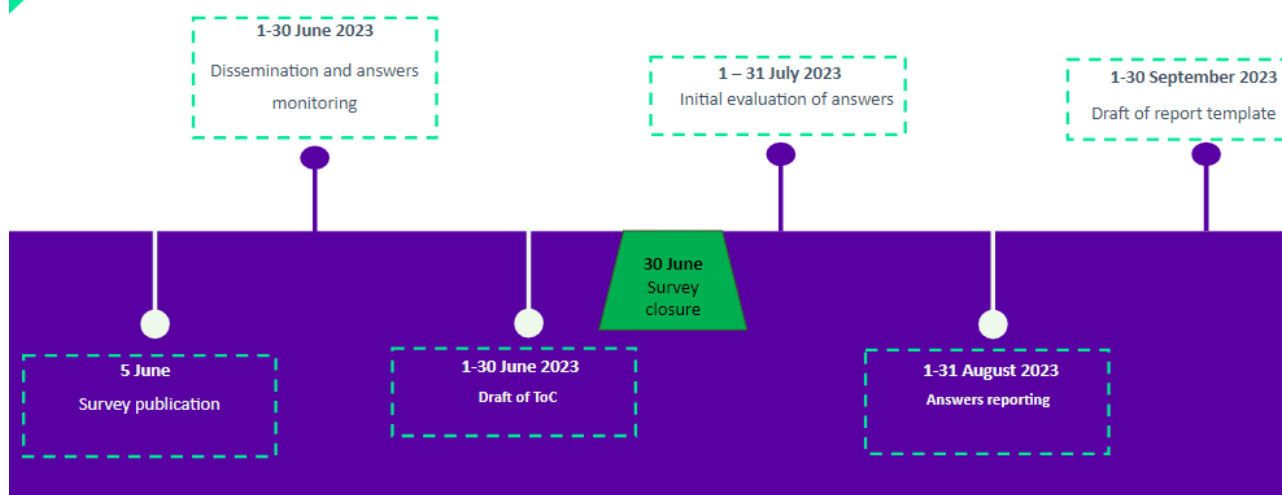 1-30 June 2023
Dissemination and answers
monitoring
1 – 31 July 2023
Initial evaluation of answers
1-30 September 2023
Draft of report template
30 June
Survey
closure
5 June
Survey publication
1-30 June 2023
Draft of ToC
1-31 August 2023
Answers reporting